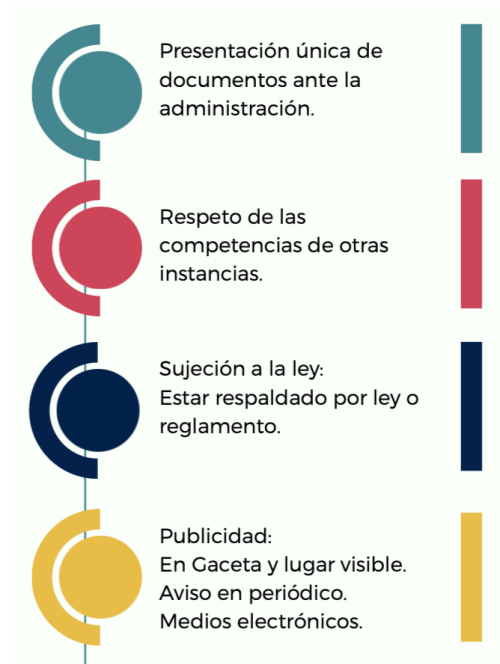 Presentación única de
documentos ante la
administración.
Respeto de las
competencias de otras
instancias.
Sujeción a la ley:
Estar respaldado por ley o
reglamento.
Publicidad:
En Gaceta y lugar visible.
Aviso en periódico.
Medios electrónicos.